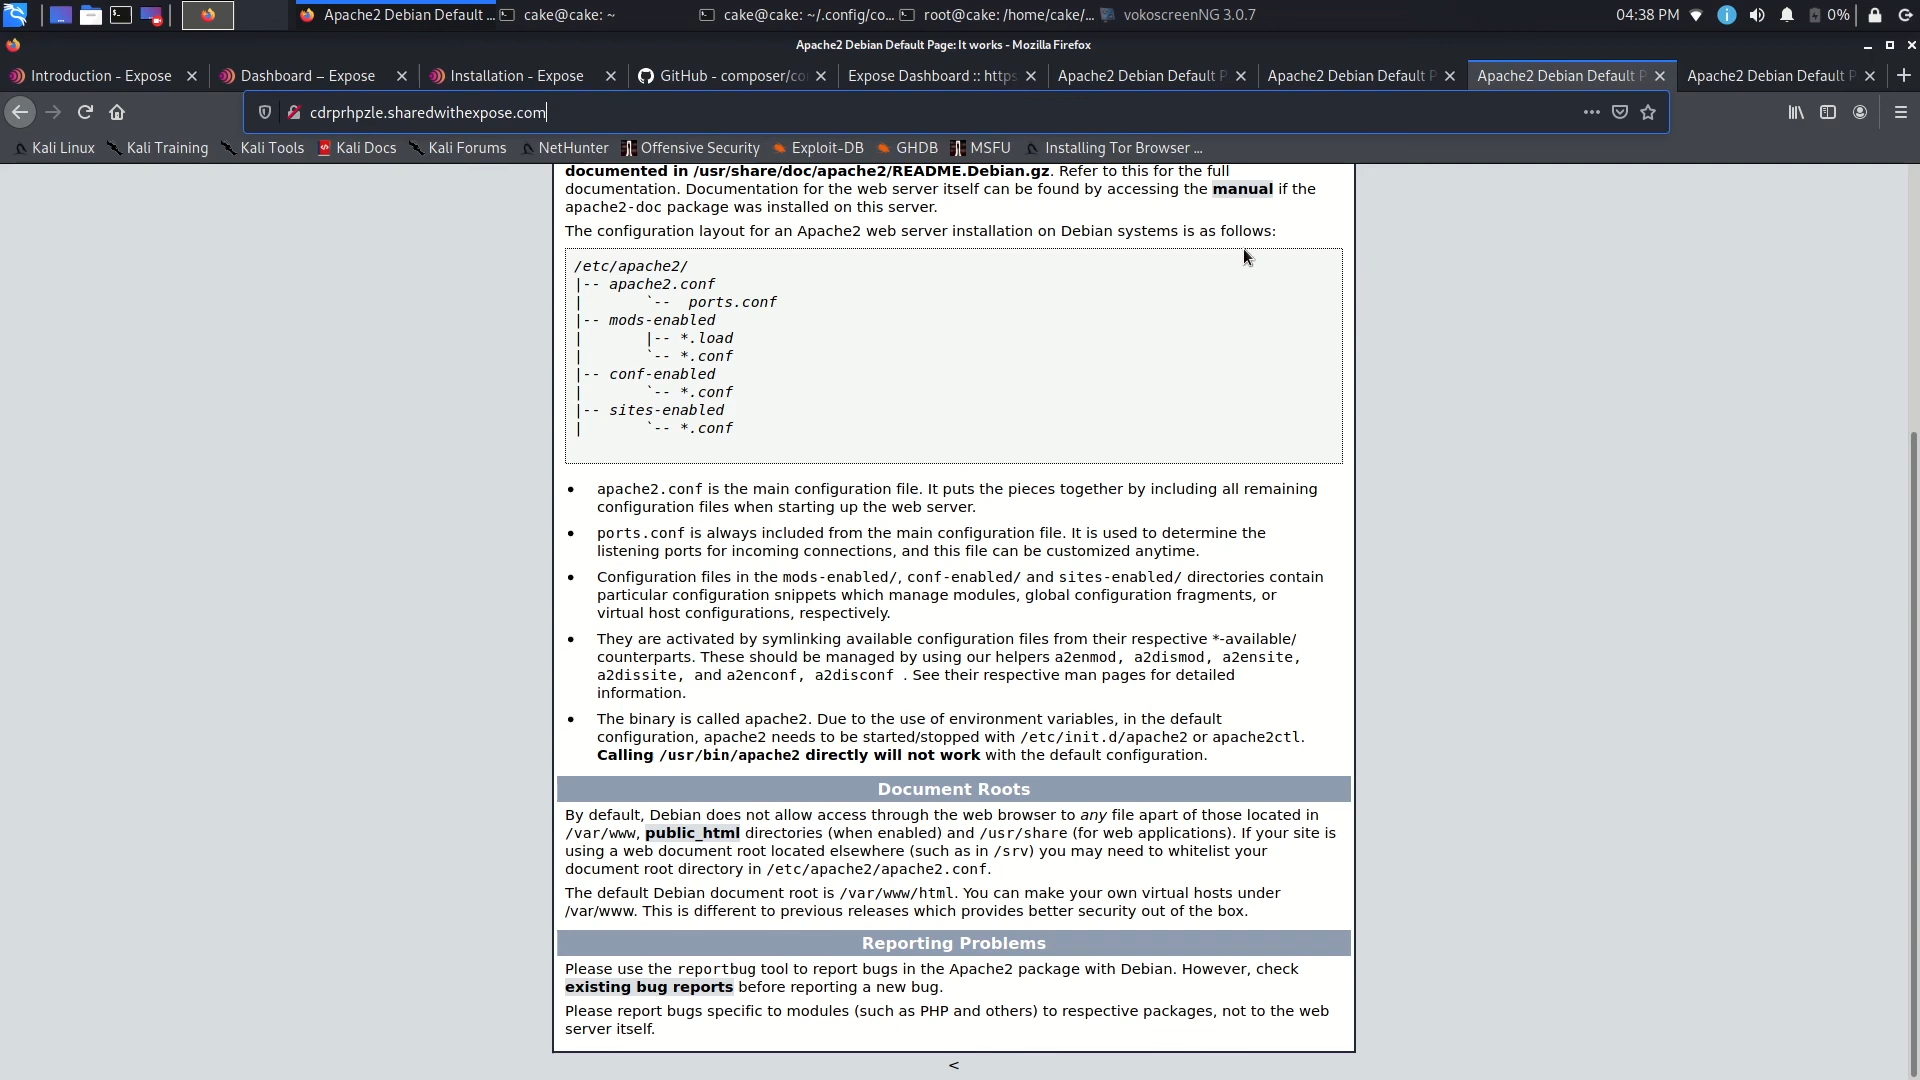 Apache2 Debian Default ...
cake@cake: ~
cake@cake: ~/.config/co...
root@cake: /home/cake/...
vokoscreenNG 3.0.7
04:38 PM
0%
Apache2 Debian Default Page: It works - Mozilla Firefox
Introduction - Expose
Dashboard – Expose
Installation - Expose
GitHub - composer/co
Expose Dashboard :: https
Apache2 Debian Default P
Apache2 Debian Default P
Apache2 Debian Default P
Apache2 Debian Default P
cdrprhpzle.sharedwithexpose.com
Kali Linux
Kali Training
Kali Tools
Kali Docs
Kali Forums
NetHunter
Offensive Security
Exploit-DB
GHDB
MSFU
Installing Tor Browser ...
documented in /usr/share/doc/apache2/README.Debian.gz. Refer to this for the full
documentation. Documentation for the web server itself can be found by accessing the manual if the
apache2-doc package was installed on this server.
The configuration layout for an Apache2 web server installation on Debian systems is as follows:
/etc/apache2/
|-- apache2.conf
|       `--  ports.conf
|-- mods-enabled
|       |-- *.load
|       `-- *.conf
|-- conf-enabled
|       `-- *.conf
|-- sites-enabled
|       `-- *.conf
• apache2.conf is the main configuration file. It puts the pieces together by including all remaining
configuration files when starting up the web server.
• ports.conf is always included from the main configuration file. It is used to determine the
listening ports for incoming connections, and this file can be customized anytime.
• Configuration files in the mods-enabled/, conf-enabled/ and sites-enabled/ directories contain
particular configuration snippets which manage modules, global configuration fragments, or
virtual host configurations, respectively.
• They are activated by symlinking available configuration files from their respective *-available/
counterparts. These should be managed by using our helpers a2enmod, a2dismod, a2ensite,
a2dissite, and a2enconf, a2disconf . See their respective man pages for detailed
information.
• The binary is called apache2. Due to the use of environment variables, in the default
configuration, apache2 needs to be started/stopped with /etc/init.d/apache2 or apache2ctl.
Calling /usr/bin/apache2 directly will not work with the default configuration.
Document Roots
By default, Debian does not allow access through the web browser to any file apart of those located in
/var/www, public_html directories (when enabled) and /usr/share (for web applications). If your site is
using a web document root located elsewhere (such as in /srv) you may need to whitelist your
document root directory in /etc/apache2/apache2.conf.
The default Debian document root is /var/www/html. You can make your own virtual hosts under
/var/www. This is different to previous releases which provides better security out of the box.
Reporting Problems
Please use the reportbug tool to report bugs in the Apache2 package with Debian. However, check
existing bug reports before reporting a new bug.
Please report bugs specific to modules (such as PHP and others) to respective packages, not to the web
server itself.
<